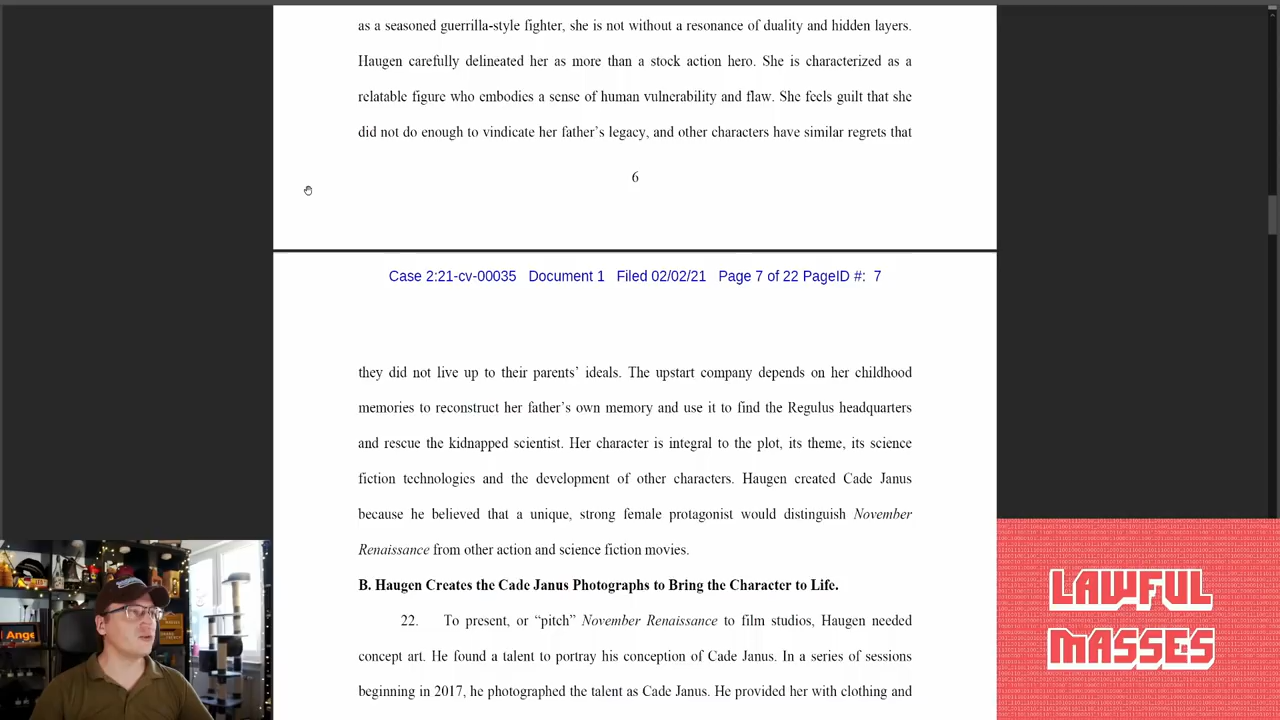 as a seasoned guerrilla-style fighter, she is not without a resonance of duality and hidden layers.
Haugen carefully delineated her as more than a stock action hero. She is characterized as a
relatable figure who embodies a sense of human vulnerability and flaw. She feels guilt that she
did not do enough to vindicate her father's legacy, and other characters have similar regrets that
6
Case 2:21-cv-00035 Document 1 Filed 02/02/21 Page 7 of 22 PageID #: 7
they did not live up to their parents' ideals. The upstart company depends on her childhood
memories to reconstruct her father's own memory and use it to find the Regulus headquarters
and rescue the kidnapped scientist. Her character is integral to the plot, its theme, its science
fiction technologies and the development of other characters. Haugen created Cade Janus
because he believed that a unique, strong female protagonist would distinguish November
Renaissance from other action and science fiction movies.
B. Haugen Creates the Cade Janus Photographs to Bring the Character to Life.
22. To present, or "pitch" November Renaissance to film studios, Haugen needed
concept art. He found a talent to portray his conception of Cade Janus. In a series of sessions
beginning in 2017, he photographed the talent as Cade Janus. He provided her with clothing and
Ange
LAWFUL
MASSES